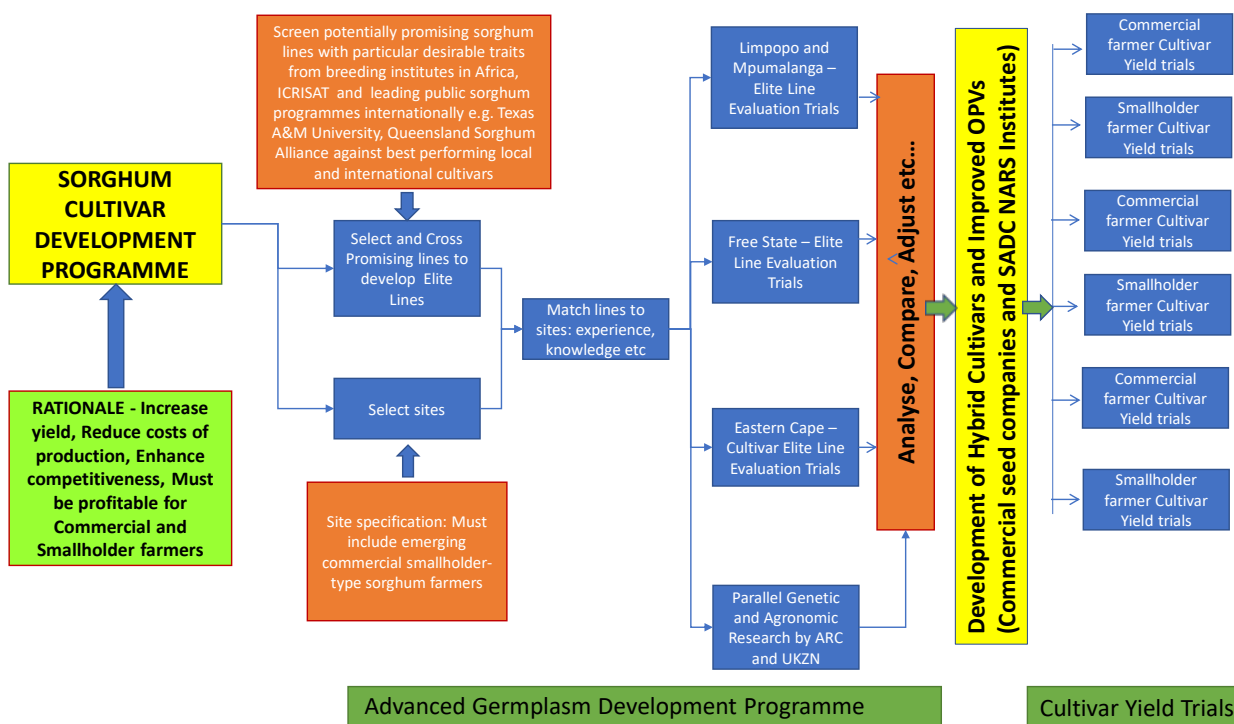 Screen potentially promising sorghum
lines with particular desirable traits
from breeding institutes in Africa,
ICRISAT and leading public sorghum
programmes internationally e.g. Texas
A&M University, Queensland Sorghum
Alliance against best performing local
and international cultivars
SORGHUM
CULTIVAR
DEVELOPMENT
PROGRAMME
RATIONALE - Increase
yield, Reduce costs of
production, Enhance
competitiveness, Must
be profitable for
Commercial and
Smallholder farmers
Select and Cross
Promising lines to
develop Elite
Lines
Select sites
Site specification: Must
include emerging
commercial smallholder-
type sorghum farmers
Match lines to
sites: experience,
knowledge etc
Limpopo and
Mpumalanga –
Elite Line
Evaluation Trials
Free State – Elite
Line Evaluation
Trials
Eastern Cape –
Cultivar Elite Line
Evaluation Trials
Parallel Genetic
and Agronomic
Research by ARC
and UKZN
Analyse, Compare, Adjust etc...
Development of Hybrid Cultivars and Improved OPVs
(Commercial seed companies and SADC NARS Institutes)
Commercial
farmer Cultivar
Yield trials
Smallholder
farmer Cultivar
Yield trials
Commercial
farmer Cultivar
Yield trials
Smallholder
farmer Cultivar
Yield trials
Commercial
farmer Cultivar
Yield trials
Smallholder
farmer Cultivar
Yield trials
Advanced Germplasm Development Programme
Cultivar Yield Trials